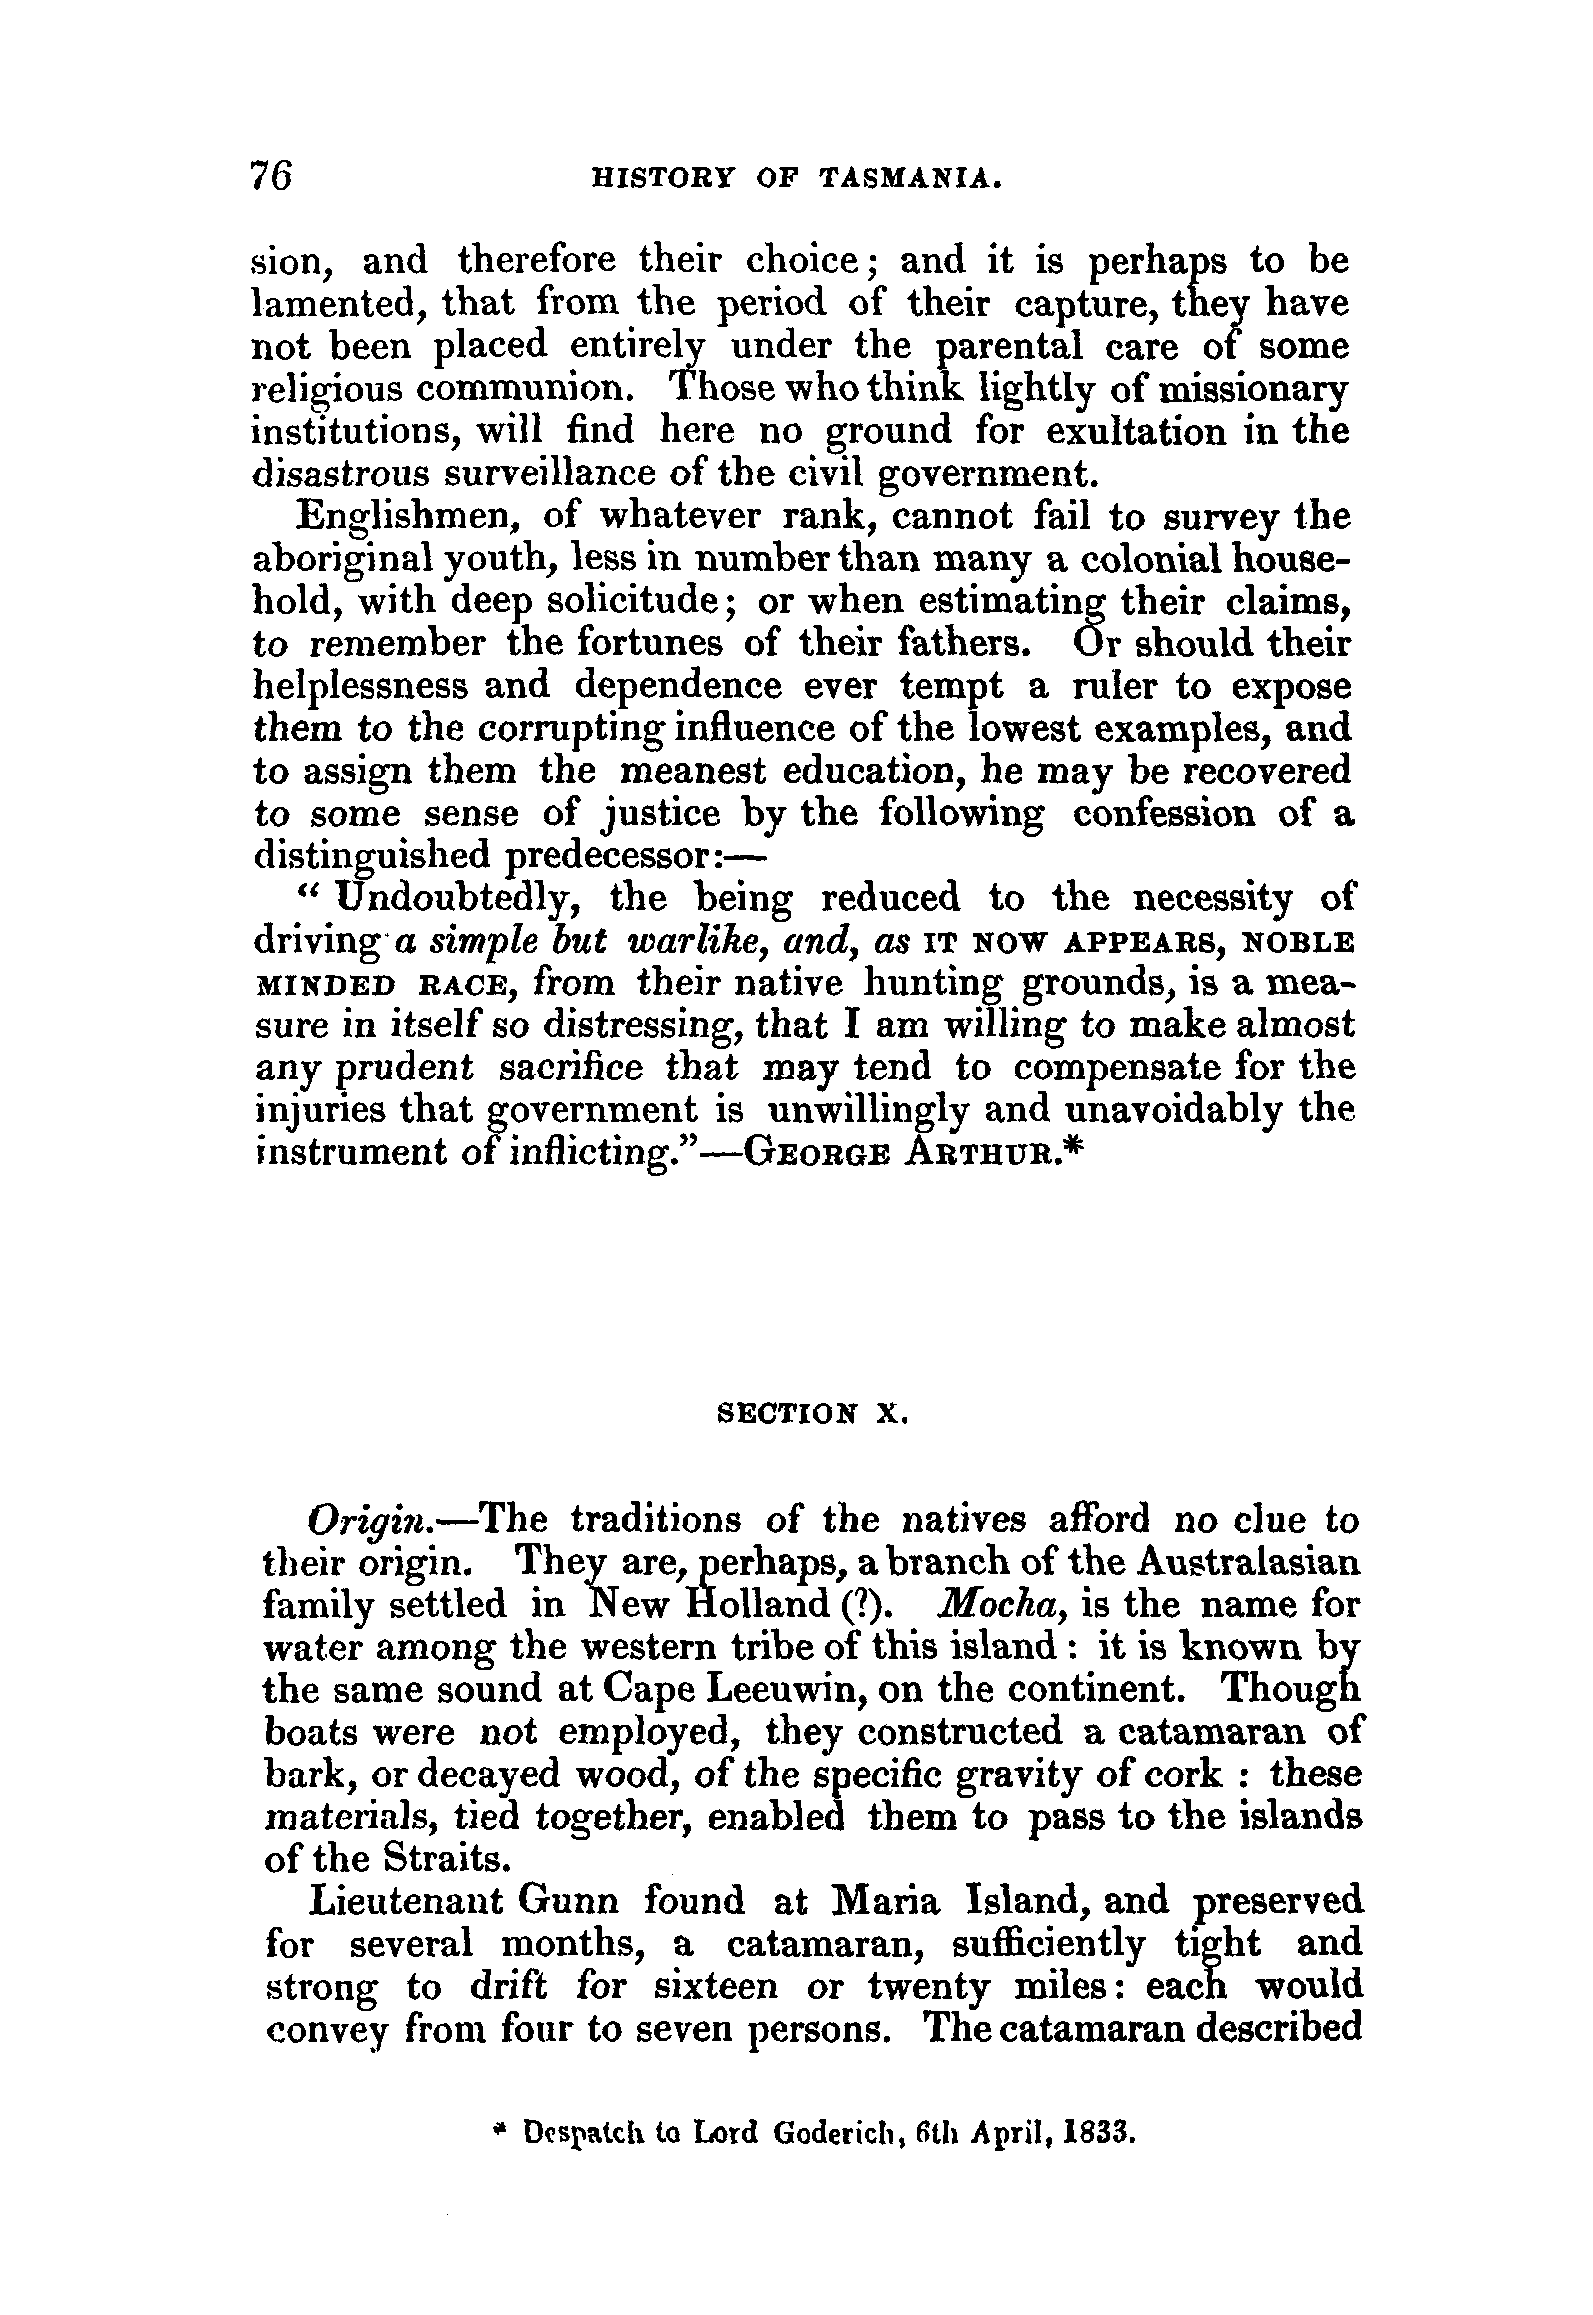 76 HISTORY OF TASMANIA.
sion, and therefore their choice; and it is perhaps to be
lamented, that from the period of their capture, they have
not been placed entirely under the parental care of some
religious communion. Those who think lightly of missionary
institutions, will find here no ground for exultation in the
disastrous surveillance of the civil government.
Englishmen, of whatever rank, cannot fail to survey the
aboriginal youth, less in number than many a colonial house-
hold, with deep solicitude; or when estimating their claims,
to remember the fortunes of their fathers. Or should their
helplessness and dependence ever tempt a ruler to expose
them to the corrupting influence of the lowest examples, and
to assign them the meanest education, he may be recovered
to some sense of justice by the following confession of a
distinguished predecessor:—
“ Undoubtedly, the being reduced to the necessity of
driving a simple but warlike, and, as IT NOW APPEARS, NOBLE
MINDED RACE, from their native hunting grounds, is a mea-
sure in itself so distressing, that I am willing to make almost
any prudent sacrifice that may tend to compensate for the
injuries that government is unwillingly and unavoidably the
instrument of inflicting.”—GEORGE ARTHUR.*
SECTION X.
Origin.—The traditions of the natives afford no clue to
their origin. They are, perhaps, a branch of the Australasian
family settled in New Holland (?). Mocha, is the name for
water among the western tribe of this island : it is known by
the same sound at Cape Leeuwin, on the continent. Though
boats were not employed, they constructed a catamaran of
bark, or decayed wood, of the specific gravity of cork : these
materials, tied together, enabled them to pass to the islands
of the Straits.
Lieutenant Gunn found at Maria Island, and preserved
for several months, a catamaran, sufficiently tight and
strong to drift for sixteen or twenty miles: each would
convey from four to seven persons. The catamaran described
* Despatch to Lord Goderich, 6th April, 1833.